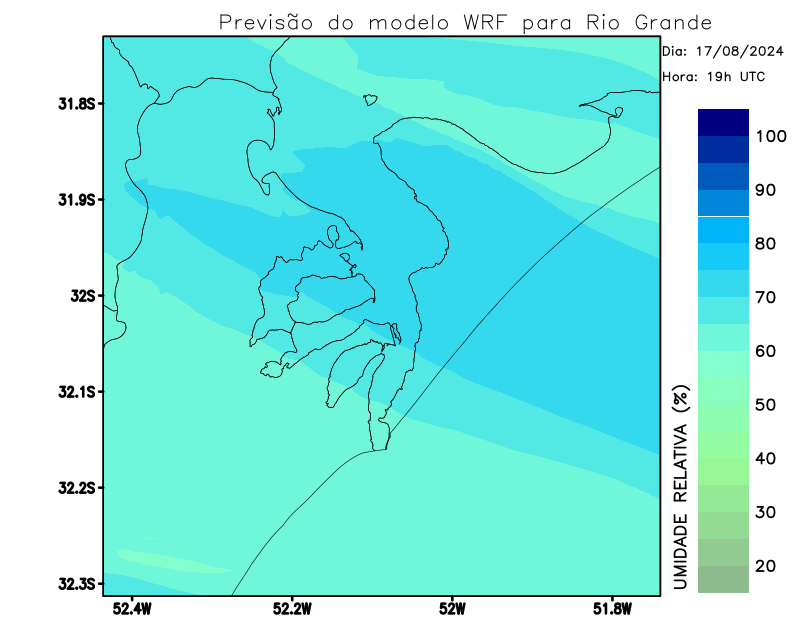 Previsão do modelo WRF para Rio Grande
Dia: 17/08/2024
Hora: 19h UTC
31.8S
31.9S
32S
32.1S
32.2S
32.3S
52.4W
52.2W
52W
51.8W
100
90
80
70
60
50
40
30
20
UMIDADE RELATIVA (%)